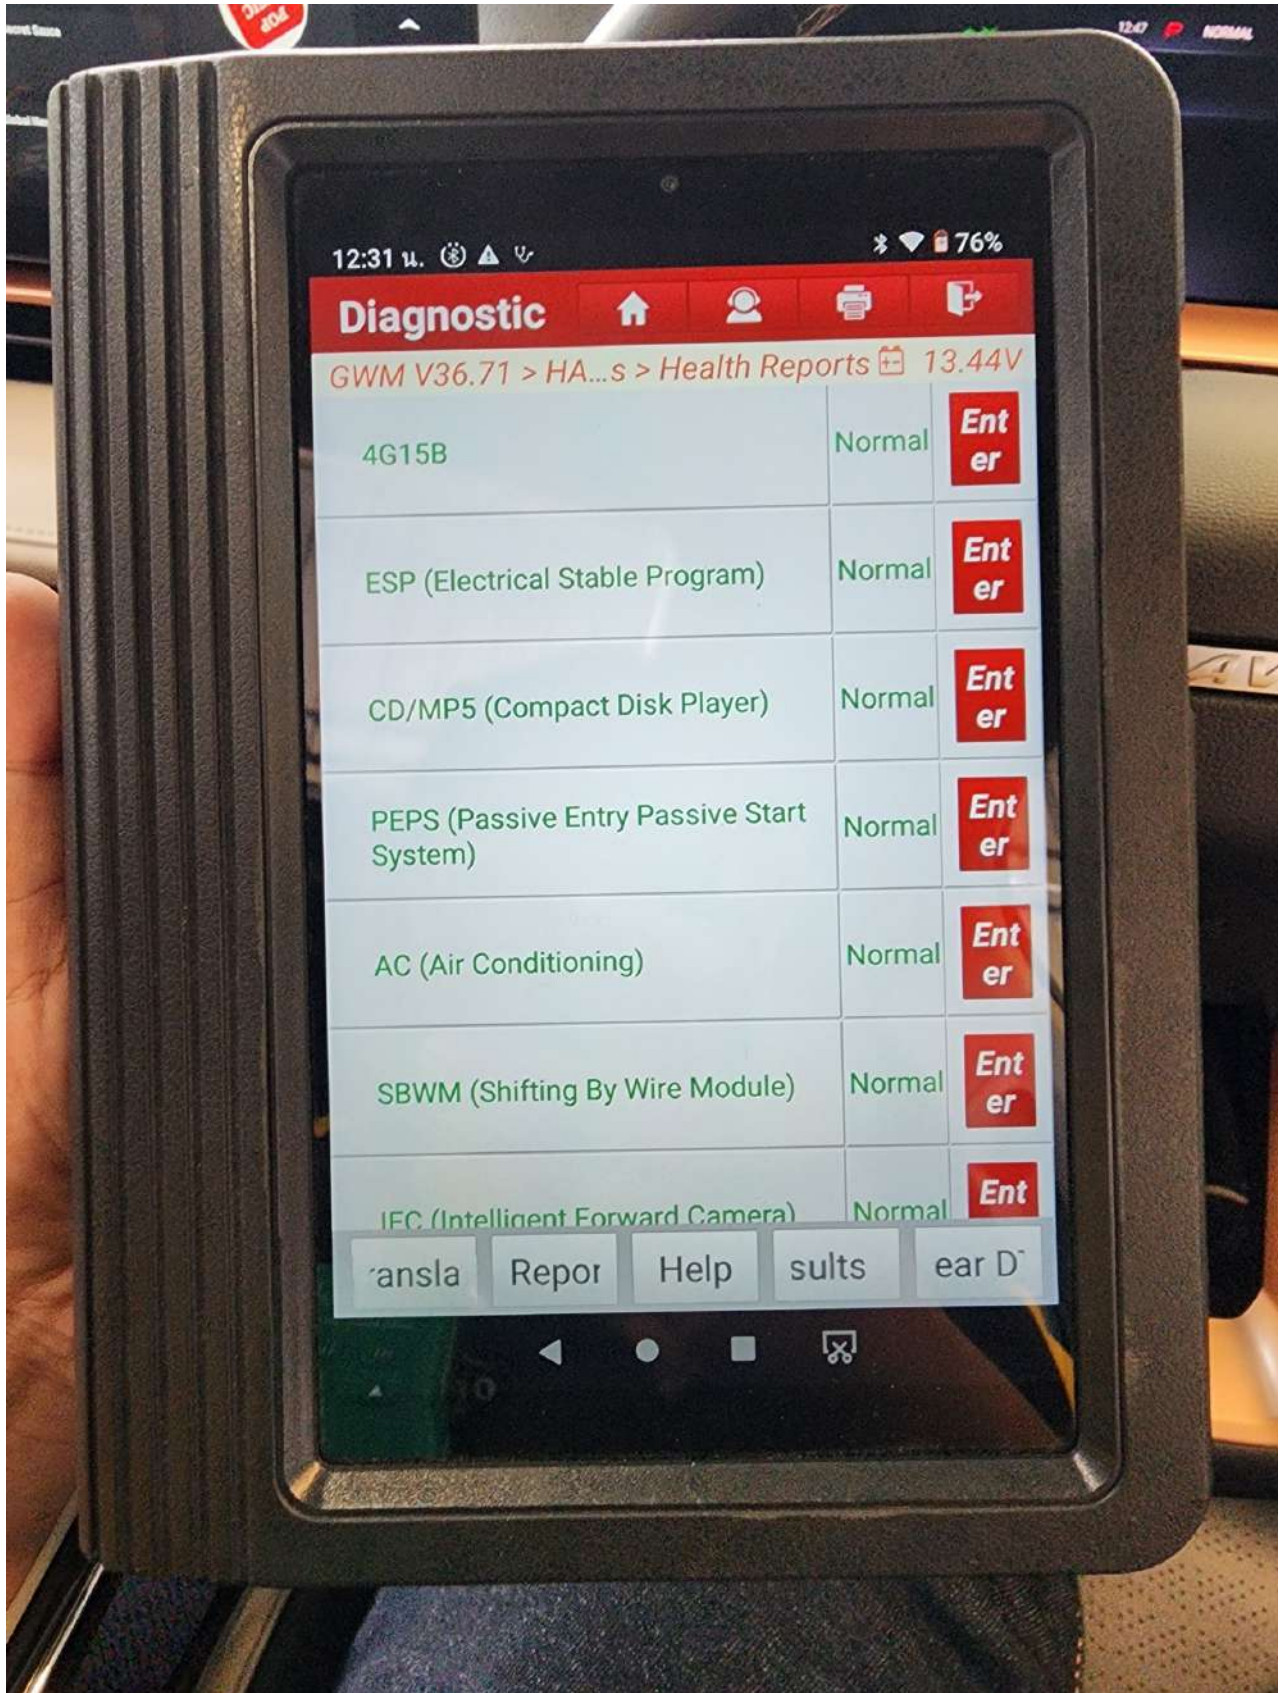 12:47 P NORMAL
12:31 น. 76%
Diagnostic
GWM V36.71 > HA...s > Health Reports 13.44V
4G15B Normal Ent
er
ESP (Electrical Stable Program) Normal Ent
er
CD/MP5 (Compact Disk Player) Normal Ent
er
PEPS (Passive Entry Passive Start
System) Normal Ent
er
AC (Air Conditioning) Normal Ent
er
SBWM (Shifting By Wire Module) Normal Ent
er
IFC (Intelligent Forward Camera) Normal Ent
ansla Repor Help sults ear D